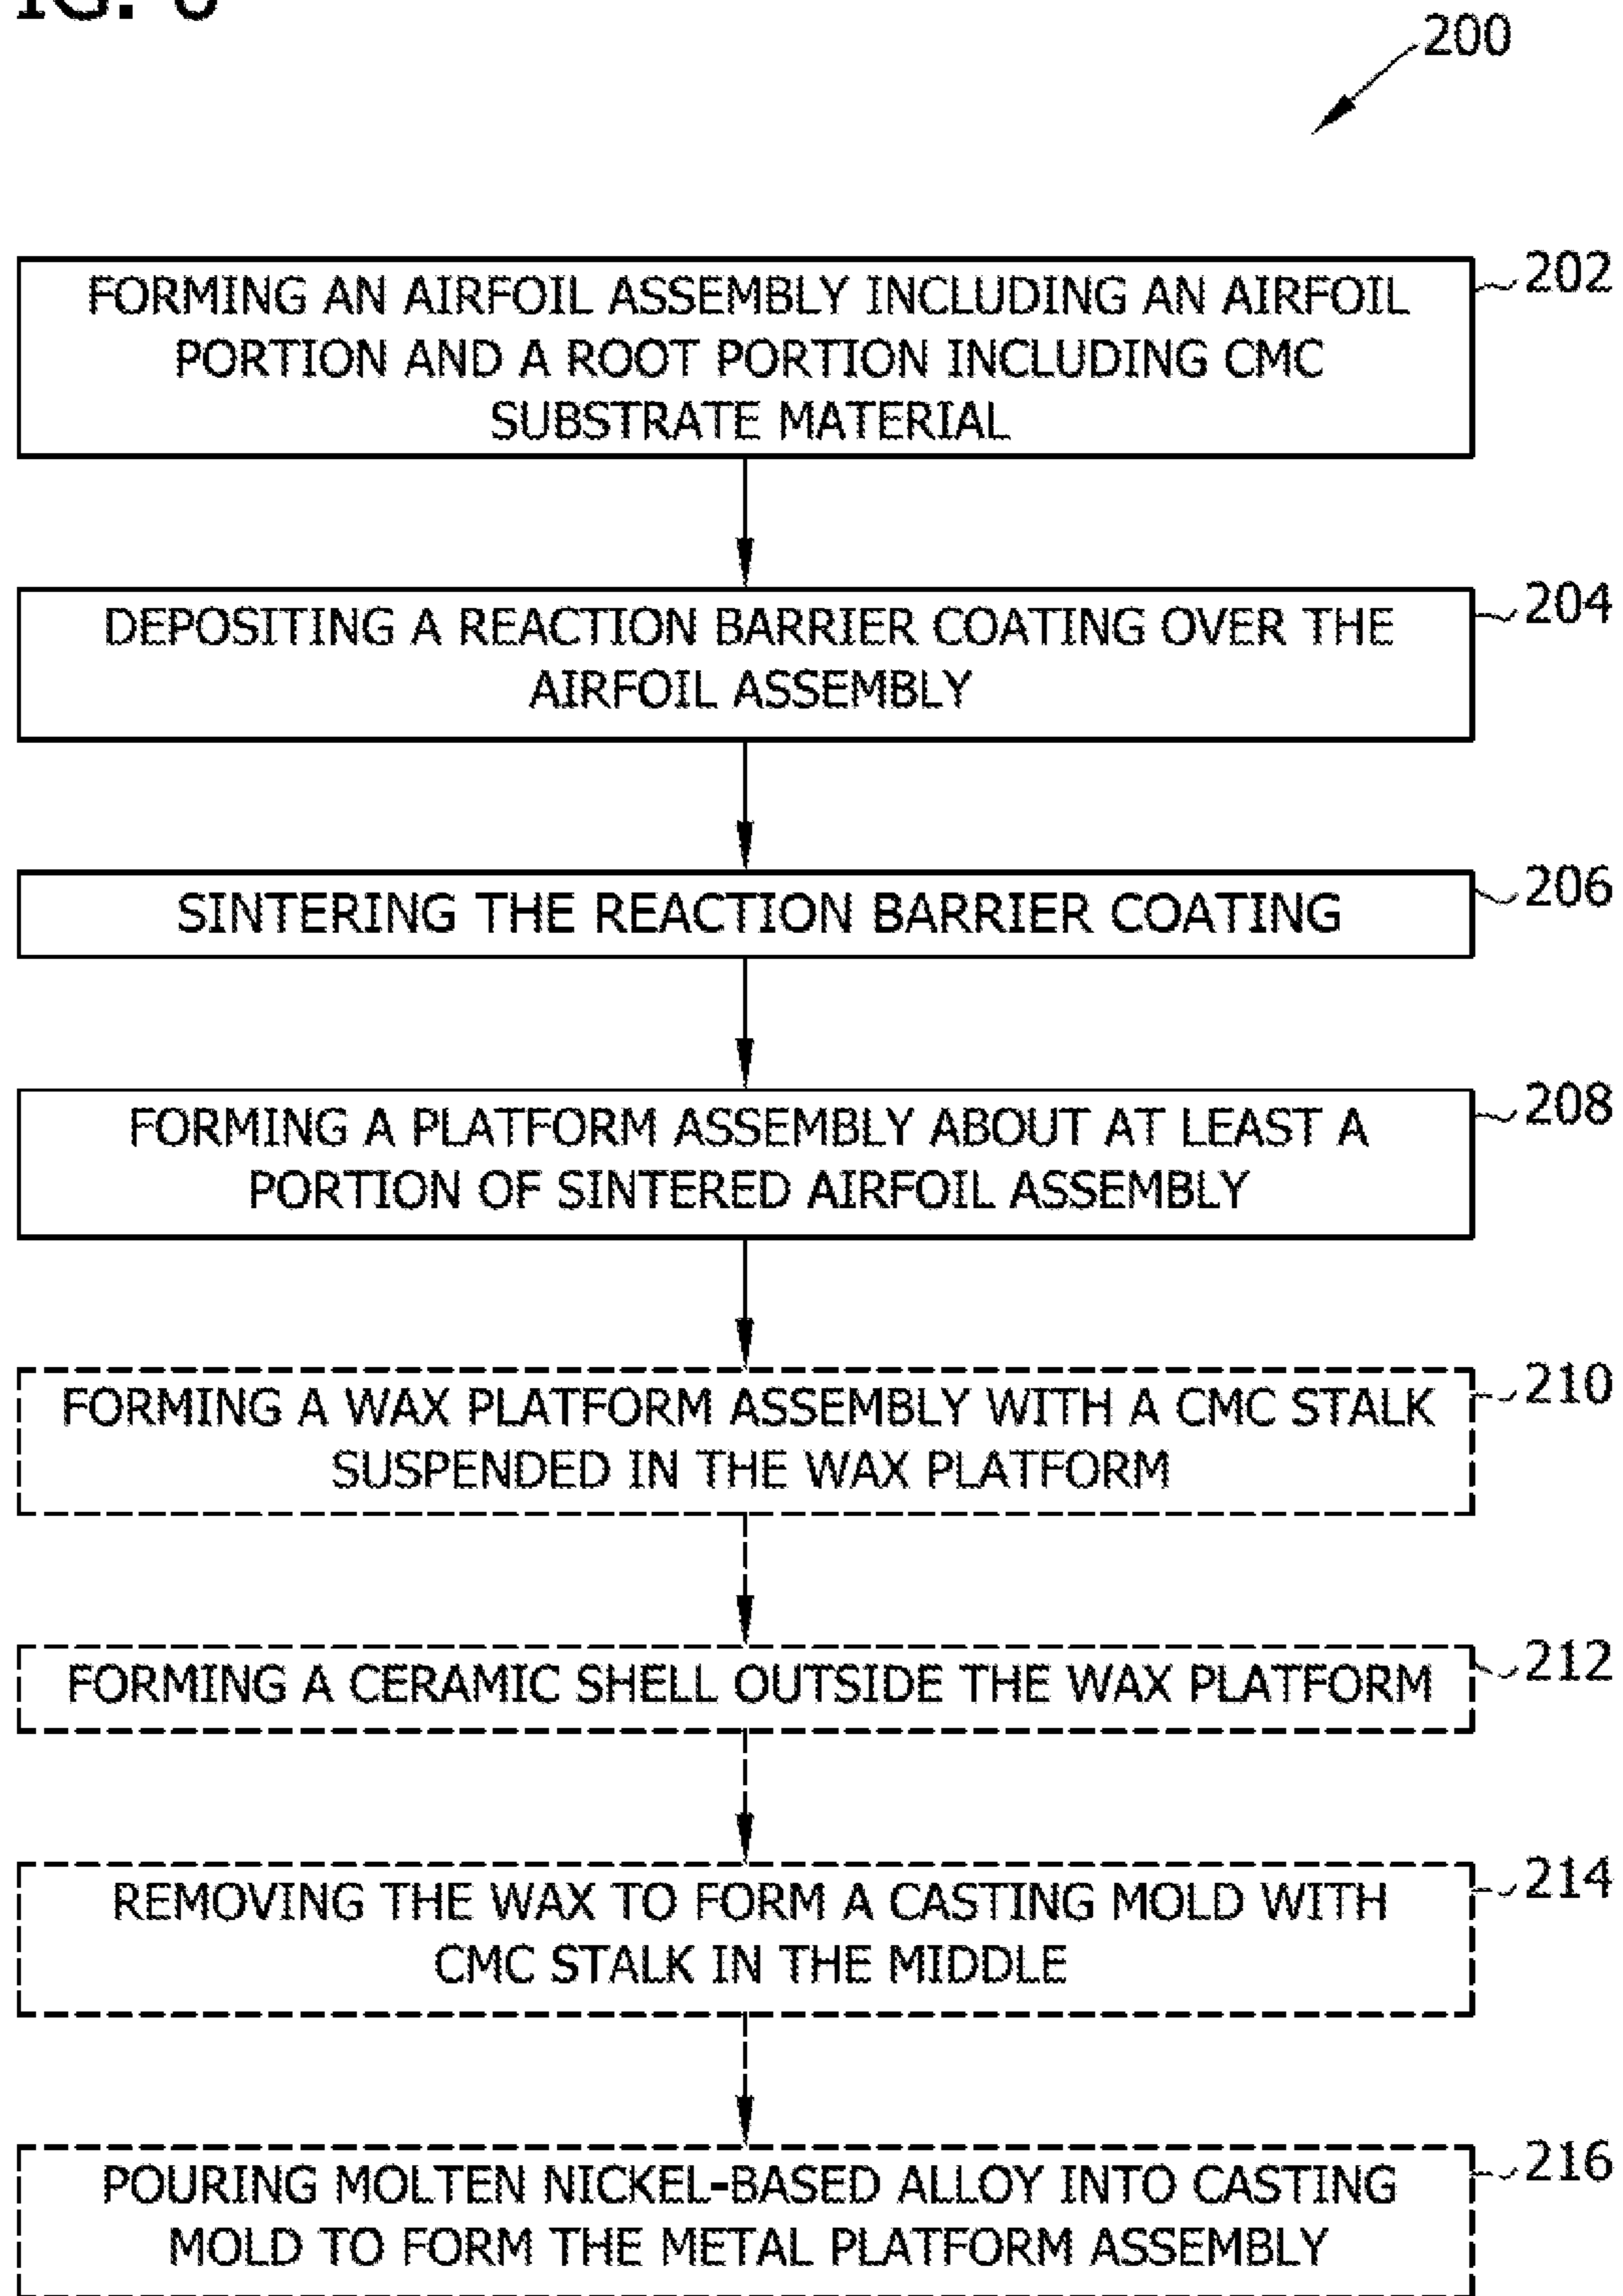 200
FORMING AN AIRFOIL ASSEMBLY INCLUDING AN AIRFOIL
PORTION AND A ROOT PORTION INCLUDING CMC
SUBSTRATE MATERIAL
202
DEPOSITING A REACTION BARRIER COATING OVER THE
AIRFOIL ASSEMBLY
204
SINTERING THE REACTION BARRIER COATING
206
FORMING A PLATFORM ASSEMBLY ABOUT AT LEAST A
PORTION OF SINTERED AIRFOIL ASSEMBLY
208
FORMING A WAX PLATFORM ASSEMBLY WITH A CMC STALK
SUSPENDED IN THE WAX PLATFORM
210
FORMING A CERAMIC SHELL OUTSIDE THE WAX PLATFORM
212
REMOVING THE WAX TO FORM A CASTING MOLD WITH
CMC STALK IN THE MIDDLE
214
POURING MOLTEN NICKEL-BASED ALLOY INTO CASTING
MOLD TO FORM THE METAL PLATFORM ASSEMBLY
216